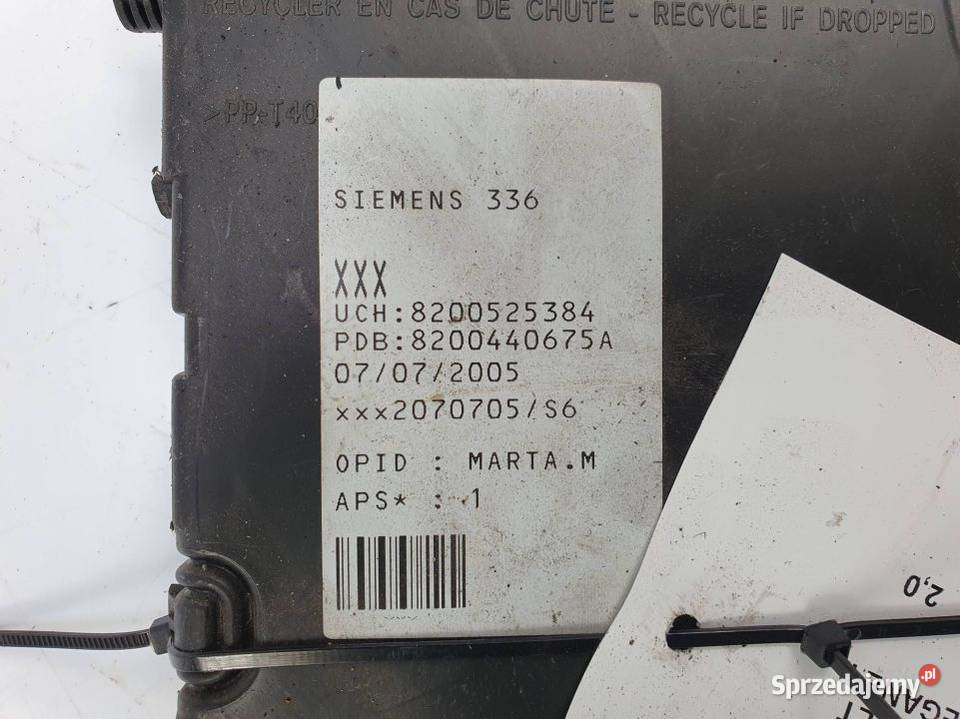 RECYCLER EN CAS DE CHUTE - RECYCLE IF DROPPED
>PP-T40
SIEMENS 336
XXX
UCH:8200525384
PDB:8200440675A
07/07/2005
xxx2070705/S6
OPID : MARTA.M
APS* : 1
2,0
Sprzedajemy.pl